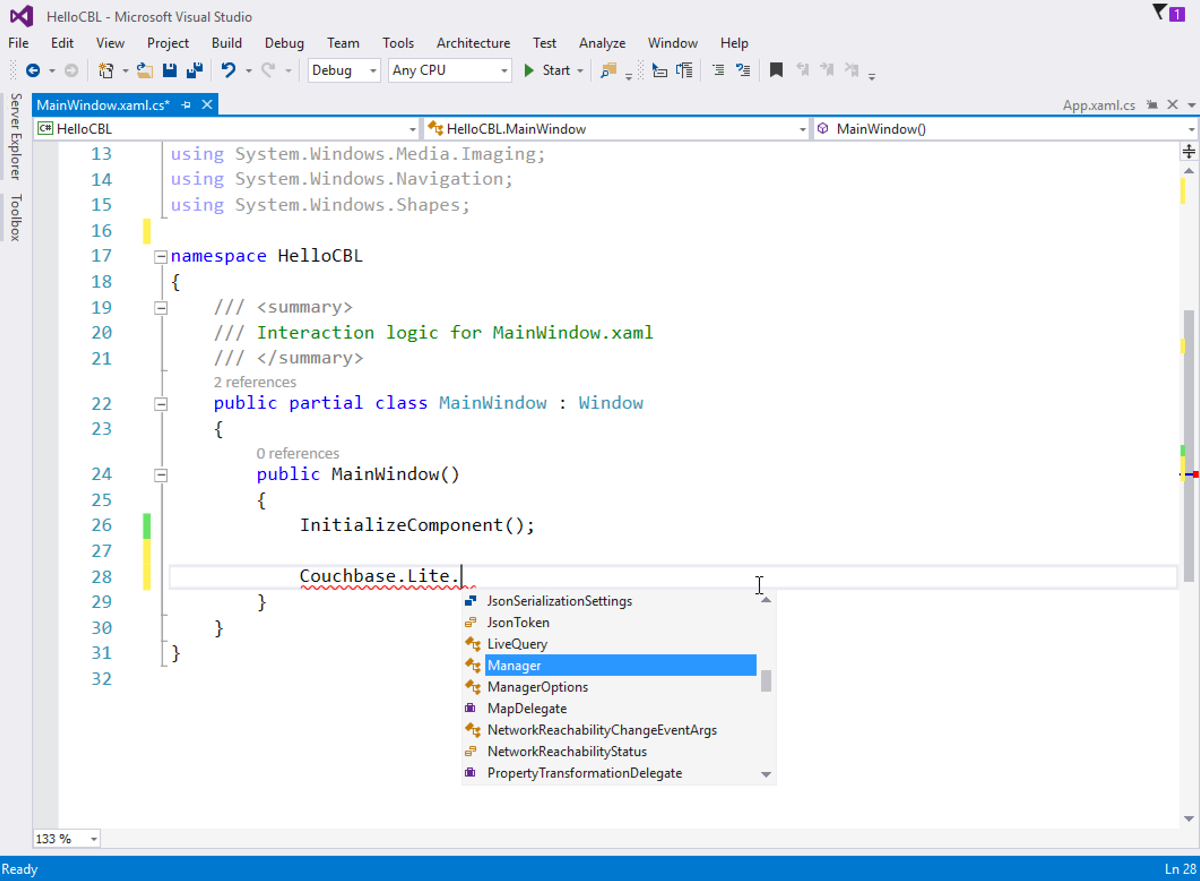 HelloCBL - Microsoft Visual Studio
1
File Edit View Project Build Debug Team Tools Architecture Test Analyze Window Help
Debug Any CPU Start
Server Explorer
Toolbox
MainWindow.xaml.cs* App.xaml.cs
C# HelloCBL HelloCBL.MainWindow MainWindow()
13 using System.Windows.Media.Imaging;
14 using System.Windows.Navigation;
15 using System.Windows.Shapes;
16
17 namespace HelloCBL
18 {
19 /// <summary>
20 /// Interaction logic for MainWindow.xaml
21 /// </summary>
2 references
22 public partial class MainWindow : Window
23 {
0 references
24 public MainWindow()
25 {
26 InitializeComponent();
27
28 Couchbase.Lite.
29 }
30 }
31 }
32
JsonSerializationSettings
JsonToken
LiveQuery
Manager
ManagerOptions
MapDelegate
NetworkReachabilityChangeEventArgs
NetworkReachabilityStatus
PropertyTransformationDelegate
133 %
Ready Ln 28